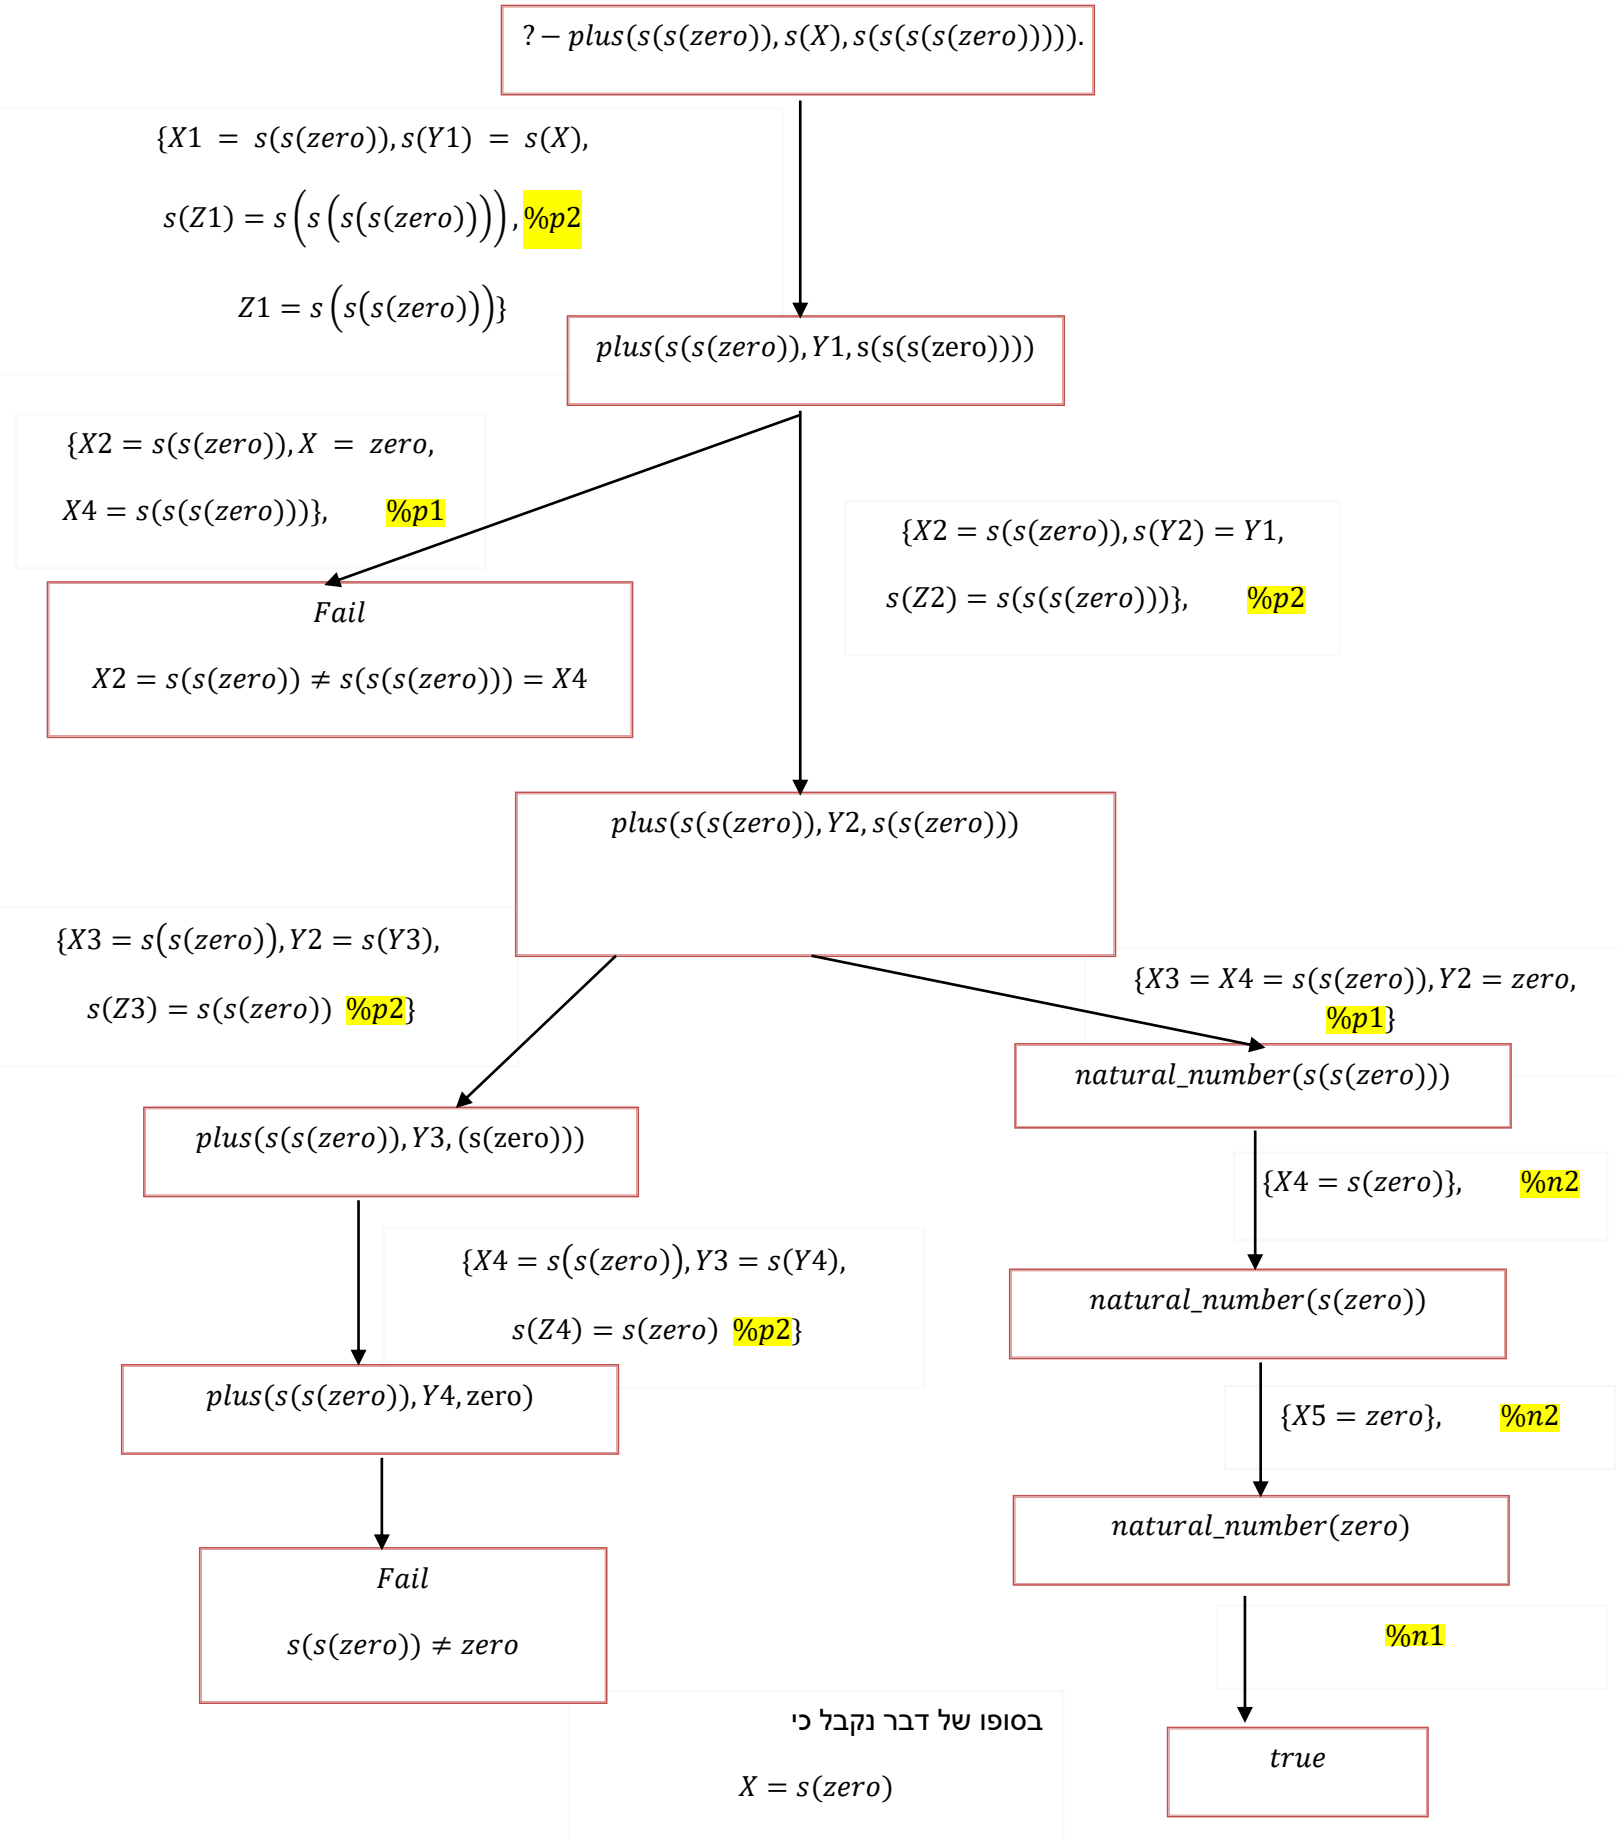 ? − plus(s(s(zero)), s(X), s(s(s(s(zero))))).
{X1 = s(s(zero)), s(Y1) = s(X),
s(Z1) = s(s(s(s(zero)))), %p2
Z1 = s(s(s(zero)))}
plus(s(s(zero)), Y1, s(s(s(zero))))
{X2 = s(s(zero)), X = zero,
X4 = s(s(s(zero)))}, %p1
{X2 = s(s(zero)), s(Y2) = Y1,
s(Z2) = s(s(s(zero)))}, %p2
Fail
X2 = s(s(zero)) ≠ s(s(s(zero))) = X4
plus(s(s(zero)), Y2, s(s(zero)))
{X3 = s(s(zero)), Y2 = s(Y3),
s(Z3) = s(s(zero)) %p2}
{X3 = X4 = s(s(zero)), Y2 = zero,
%p1}
natural_number(s(s(zero)))
plus(s(s(zero)), Y3, (s(zero)))
{X4 = s(zero)}, %n2
{X4 = s(s(zero)), Y3 = s(Y4),
s(Z4) = s(zero) %p2}
natural_number(s(zero))
plus(s(s(zero)), Y4, zero)
{X5 = zero}, %n2
natural_number(zero)
Fail
s(s(zero)) ≠ zero
%n1
בסופו של דבר נקבל כי
X = s(zero)
true